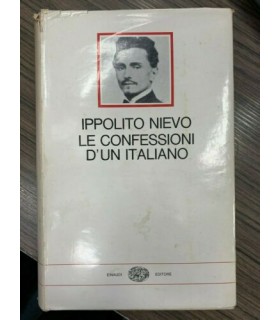 IPPOLITO NIEVO
LE CONFESSIONI
D'UN ITALIANO
EINAUDI EDITORE